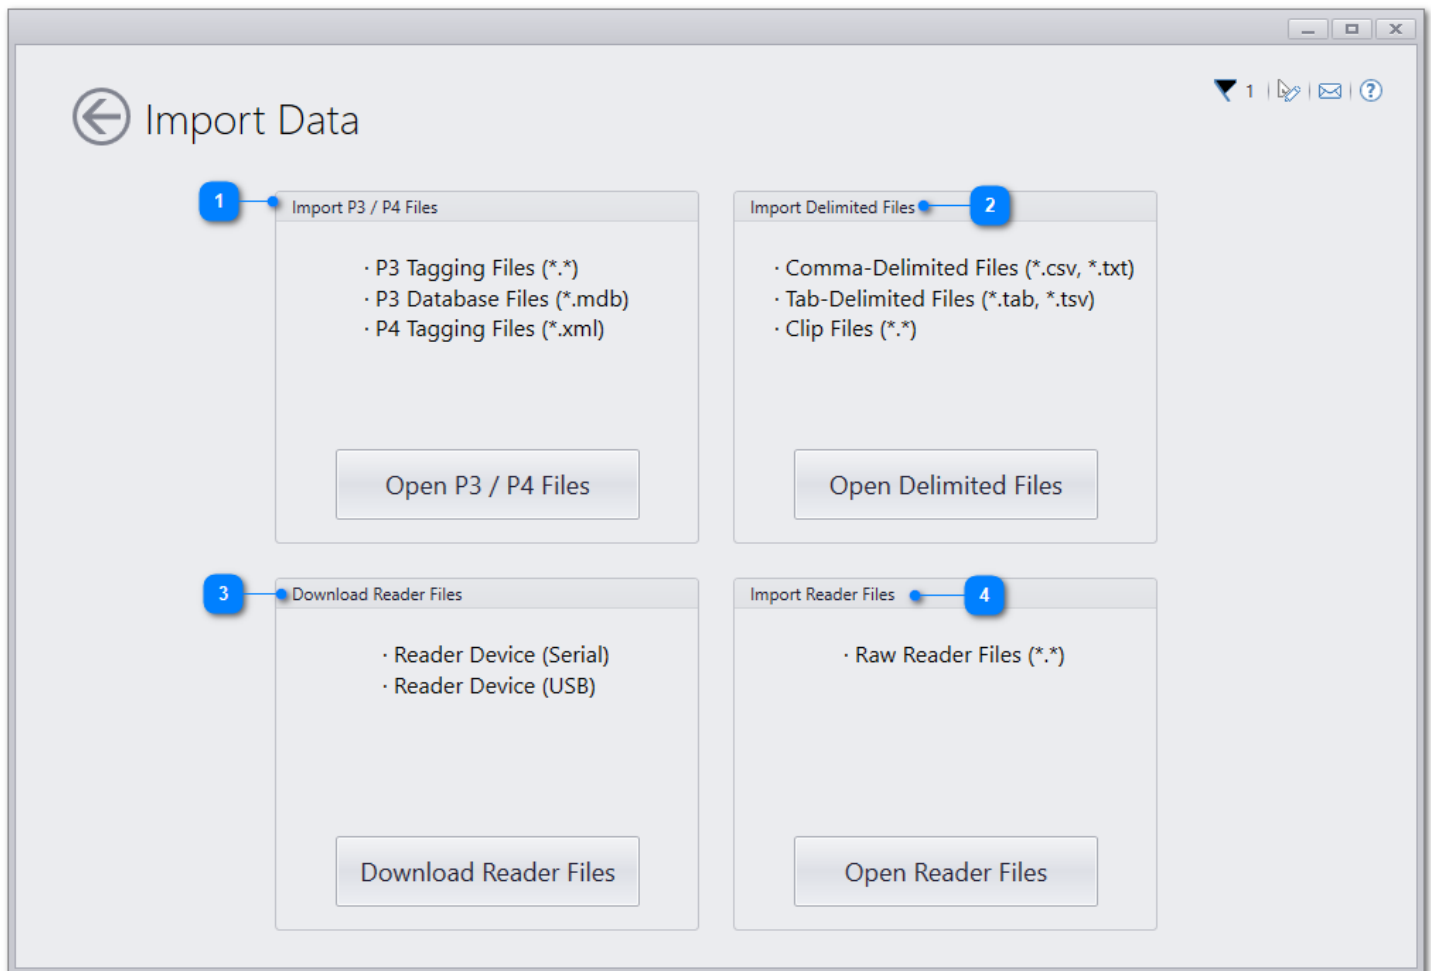 1
Import Data
1
Import P3 / P4 Files
· P3 Tagging Files (*.*)
· P3 Database Files (*.mdb)
· P4 Tagging Files (*.xml)
Open P3 / P4 Files
Import Delimited Files
2
· Comma-Delimited Files (*.csv, *.txt)
· Tab-Delimited Files (*.tab, *.tsv)
· Clip Files (*.*)
Open Delimited Files
3
Download Reader Files
· Reader Device (Serial)
· Reader Device (USB)
Download Reader Files
Import Reader Files
4
· Raw Reader Files (*.*)
Open Reader Files